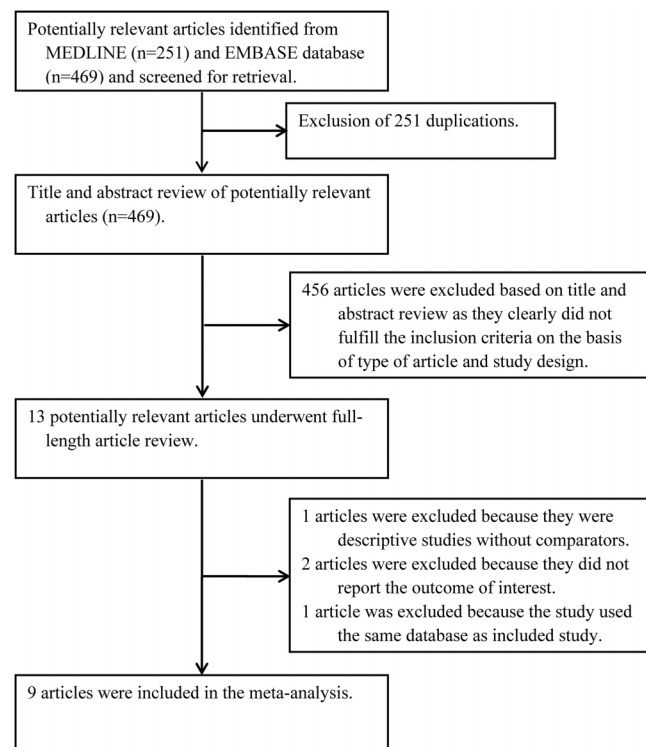 Potentially relevant articles identified from
MEDLINE (n=251) and EMBASE database
(n=469) and screened for retrieval.
Exclusion of 251 duplications.
Title and abstract review of potentially relevant
articles (n=469).
456 articles were excluded based on title and
abstract review as they clearly did not
fulfill the inclusion criteria on the basis
of type of article and study design.
13 potentially relevant articles underwent full-
length article review.
1 articles were excluded because they were
descriptive studies without comparators.
2 articles were excluded because they did not
report the outcome of interest.
1 article was excluded because the study used
the same database as included study.
9 articles were included in the meta-analysis.